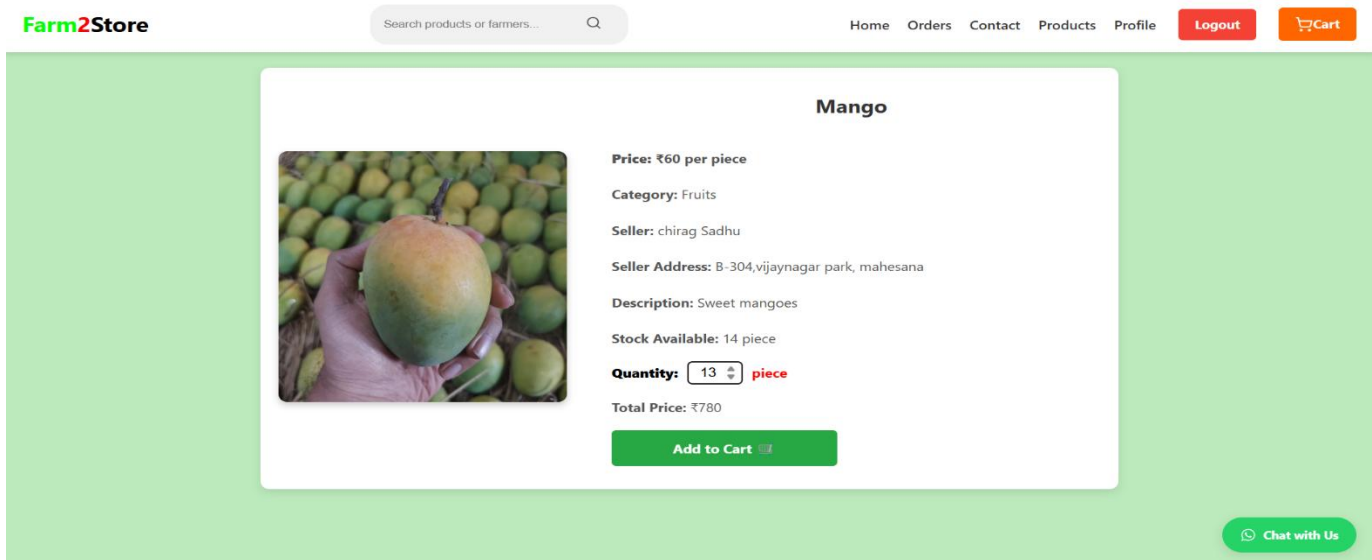 Farm2Store Search products or farmers... Home Orders Contact Products Profile Logout Cart
Mango
Price: ₹60 per piece
Category: Fruits
Seller: chirag Sadhu
Seller Address: B-304,vijaynagar park, mahesana
Description: Sweet mangoes
Stock Available: 14 piece
Quantity: 13 piece
Total Price: ₹780
Add to Cart
Chat with Us